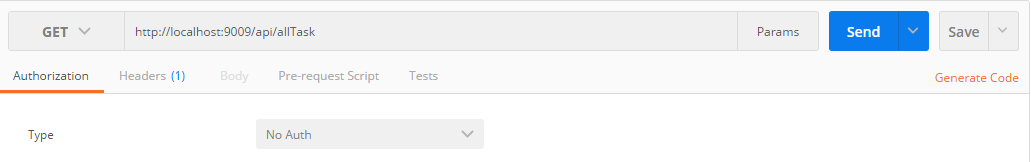 GET http://localhost:9009/api/allTask Params Send Save
Authorization Headers (1) Body Pre-request Script Tests Generate Code
Type No Auth